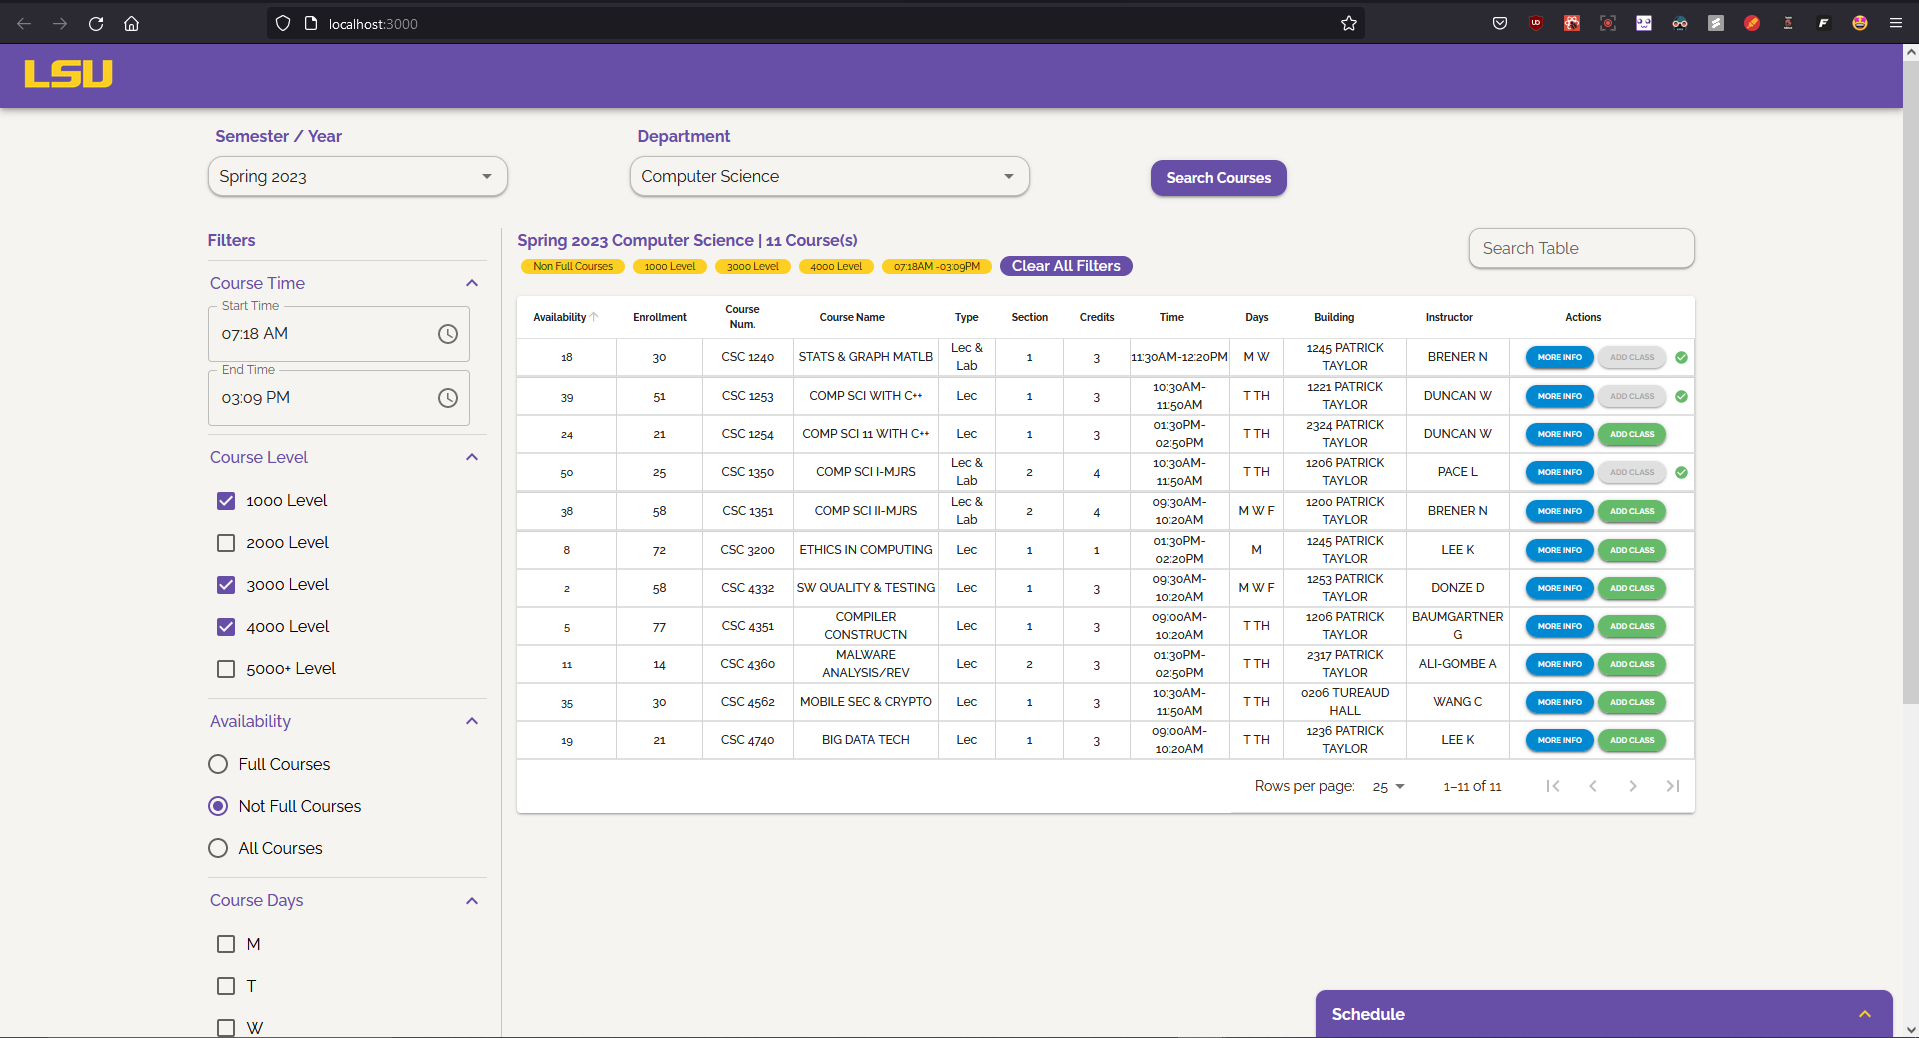 localhost:3000
LSU
Semester / Year
Department
Spring 2023
Computer Science
Search Courses
Filters
Course Time
Start Time
07:18 AM
End Time
03:09 PM
Course Level
1000 Level
2000 Level
3000 Level
4000 Level
5000+ Level
Availability
Full Courses
Not Full Courses
All Courses
Course Days
M
T
W
Spring 2023 Computer Science | 11 Course(s)
Non Full Courses 1000 Level 3000 Level 4000 Level 07:18AM -03:09PM Clear All Filters
Search Table
Availability Enrollment Course Num. Course Name Type Section Credits Time Days Building Instructor Actions
18 30 CSC 1240 STATS & GRAPH MATLB Lec & Lab 1 3 11:30AM-12:20PM M W 1245 PATRICK TAYLOR BRENER N MORE INFO ADD CLASS
39 51 CSC 1253 COMP SCI WITH C++ Lec 1 3 10:30AM-11:50AM T TH 1221 PATRICK TAYLOR DUNCAN W MORE INFO ADD CLASS
24 21 CSC 1254 COMP SCI 11 WITH C++ Lec 1 3 01:30PM-02:50PM T TH 2324 PATRICK TAYLOR DUNCAN W MORE INFO ADD CLASS
50 25 CSC 1350 COMP SCI I-MJRS Lec & Lab 2 4 10:30AM-11:50AM T TH 1206 PATRICK TAYLOR PACE L MORE INFO ADD CLASS
38 58 CSC 1351 COMP SCI II-MJRS Lec & Lab 2 4 09:30AM-10:20AM M W F 1200 PATRICK TAYLOR BRENER N MORE INFO ADD CLASS
8 72 CSC 3200 ETHICS IN COMPUTING Lec 1 1 01:30PM-02:20PM M 1245 PATRICK TAYLOR LEE K MORE INFO ADD CLASS
2 58 CSC 4332 SW QUALITY & TESTING Lec 1 3 09:30AM-10:20AM M W F 1253 PATRICK TAYLOR DONZE D MORE INFO ADD CLASS
5 77 CSC 4351 COMPILER CONSTRUCTN Lec 1 3 09:00AM-10:20AM T TH 1206 PATRICK TAYLOR BAUMGARTNER G MORE INFO ADD CLASS
11 14 CSC 4360 MALWARE ANALYSIS/REV Lec 2 3 01:30PM-02:50PM T TH 2317 PATRICK TAYLOR ALI-GOMBE A MORE INFO ADD CLASS
35 30 CSC 4562 MOBILE SEC & CRYPTO Lec 1 3 10:30AM-11:50AM T TH 0206 TUREAUD HALL WANG C MORE INFO ADD CLASS
19 21 CSC 4740 BIG DATA TECH Lec 1 3 09:00AM-10:20AM T TH 1236 PATRICK TAYLOR LEE K MORE INFO ADD CLASS
Rows per page: 25 1–11 of 11
Schedule